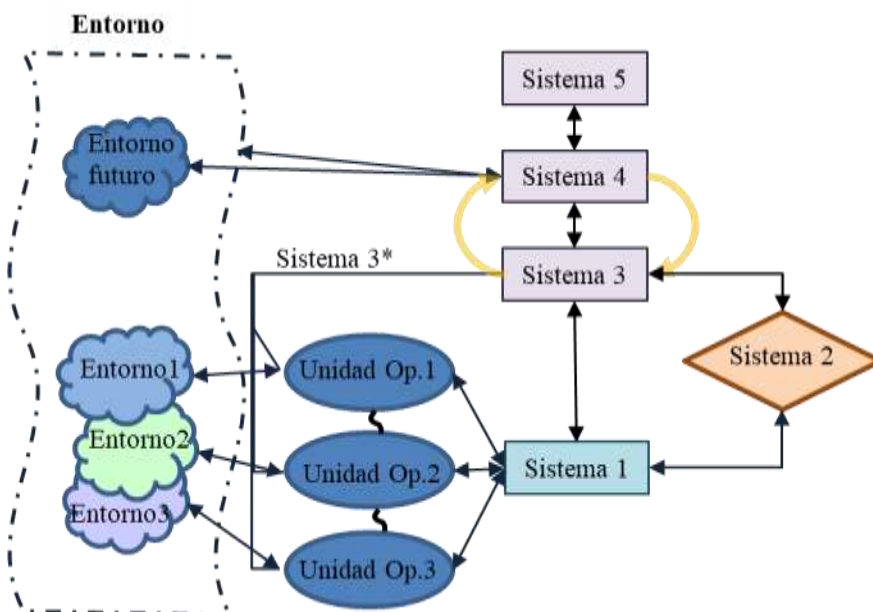 Entorno
Sistema 5
Entorno
futuro
Sistema 4
Sistema 3*
Sistema 3
Entorno1
Unidad Op.1
Sistema 2
Entorno2
Unidad Op.2
Sistema 1
Entorno3
Unidad Op.3